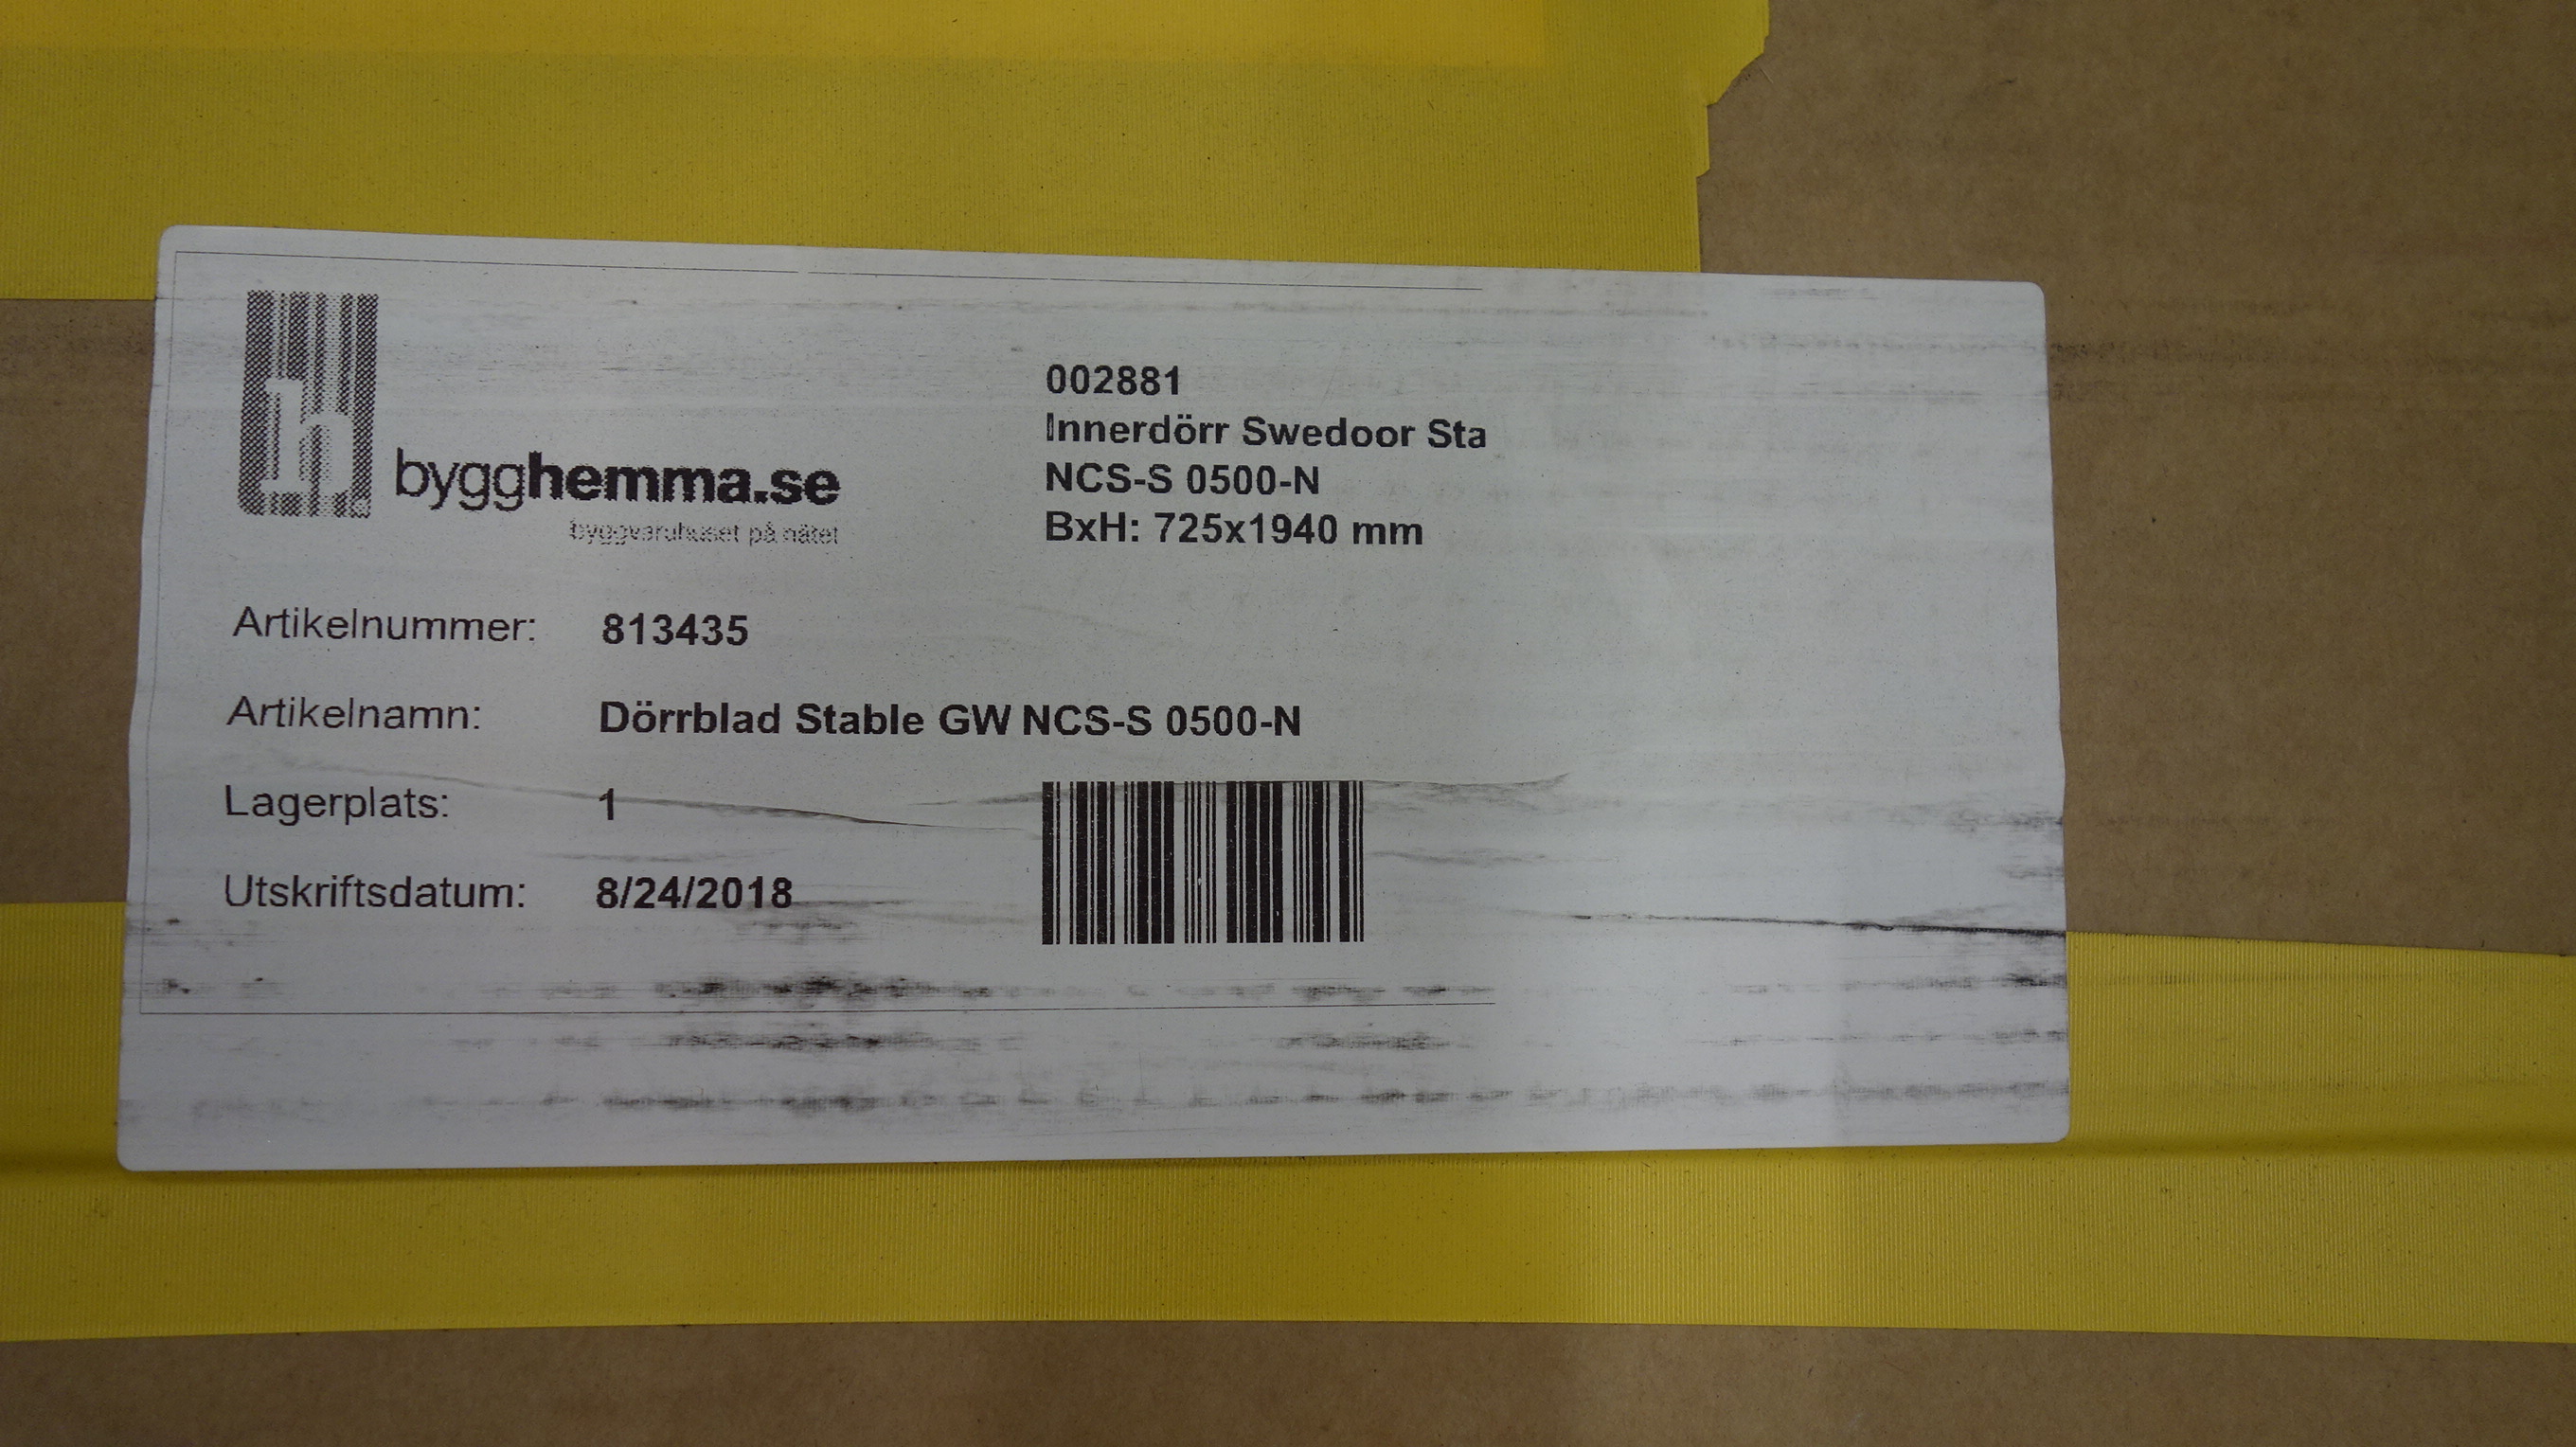 bygghemma.se
byggvaruhuset på nätet
002881
Innerdörr Swedoor Sta
NCS-S 0500-N
BxH: 725x1940 mm
Artikelnummer: 813435
Artikelnamn: Dörrblad Stable GW NCS-S 0500-N
Lagerplats: 1
Utskriftsdatum: 8/24/2018